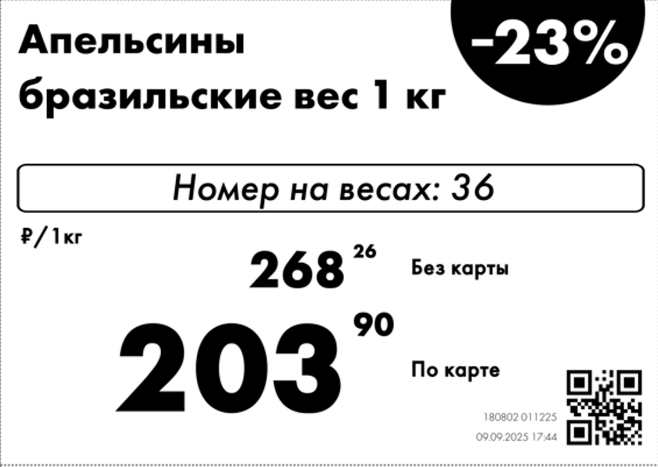 Апельсины
-23%
бразильские вес 1 кг
Номер на весах: 36
₽/1кг
268 26 Без карты
203 90 По карте
180802 011225
09.09.2025 17:44